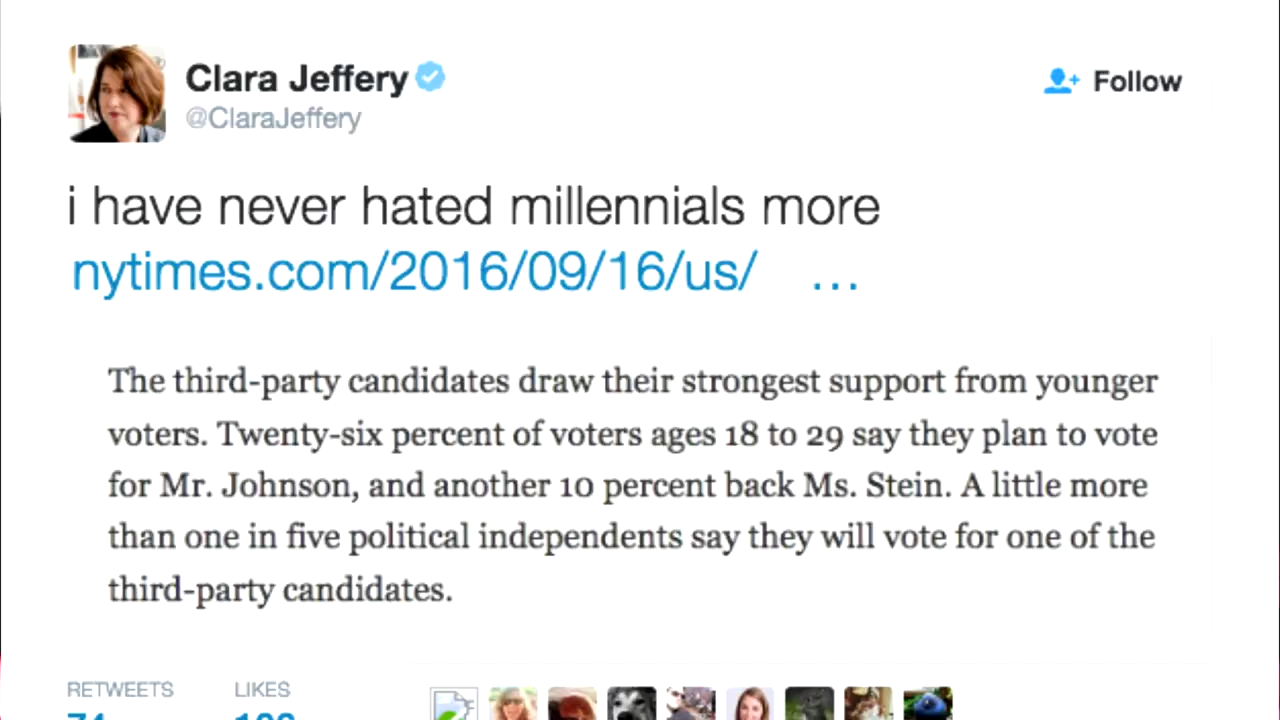 Clara Jeffery
@ClaraJeffery
Follow
i have never hated millennials more
nytimes.com/2016/09/16/us/ ...
The third-party candidates draw their strongest support from younger
voters. Twenty-six percent of voters ages 18 to 29 say they plan to vote
for Mr. Johnson, and another 10 percent back Ms. Stein. A little more
than one in five political independents say they will vote for one of the
third-party candidates.
RETWEETS
LIKES